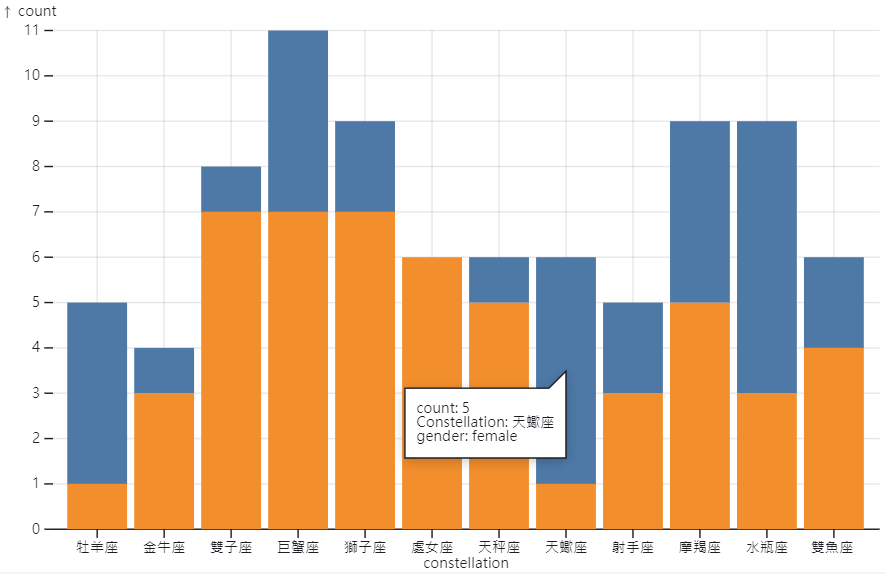 ↑ count
11
10
9
8
7
6
5
4
3
2
1
0
count: 5
Constellation: 天蠍座
gender: female
牡羊座 金牛座 雙子座 巨蟹座 獅子座 處女座 天秤座 天蠍座 射手座 摩羯座 水瓶座 雙魚座
constellation